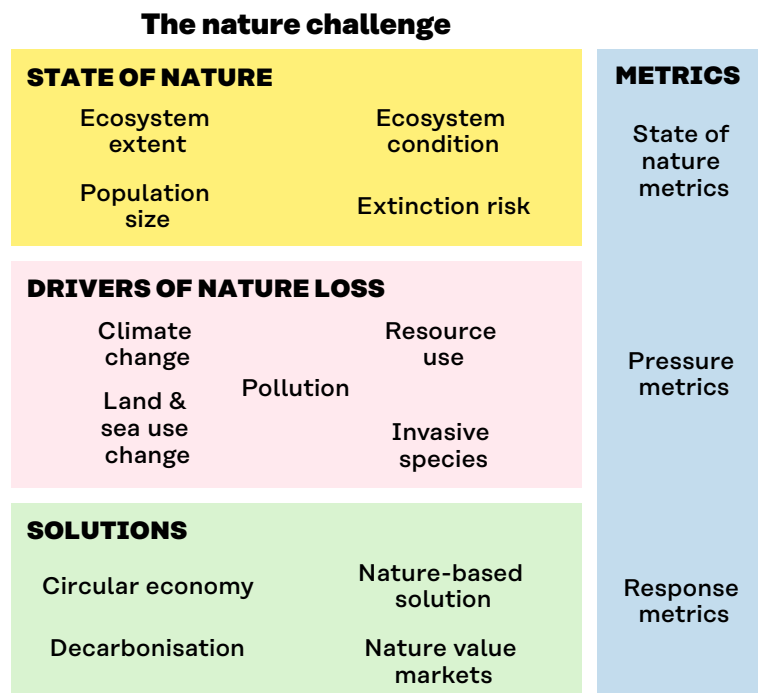 The nature challenge
STATE OF NATURE
Ecosystem
extent
Ecosystem
condition
Population
size
Extinction risk
DRIVERS OF NATURE LOSS
Climate
change
Resource
use
Pollution
Land &
sea use
change
Invasive
species
SOLUTIONS
Circular economy
Nature-based
solution
Decarbonisation
Nature value
markets
METRICS
State of
nature
metrics
Pressure
metrics
Response
metrics